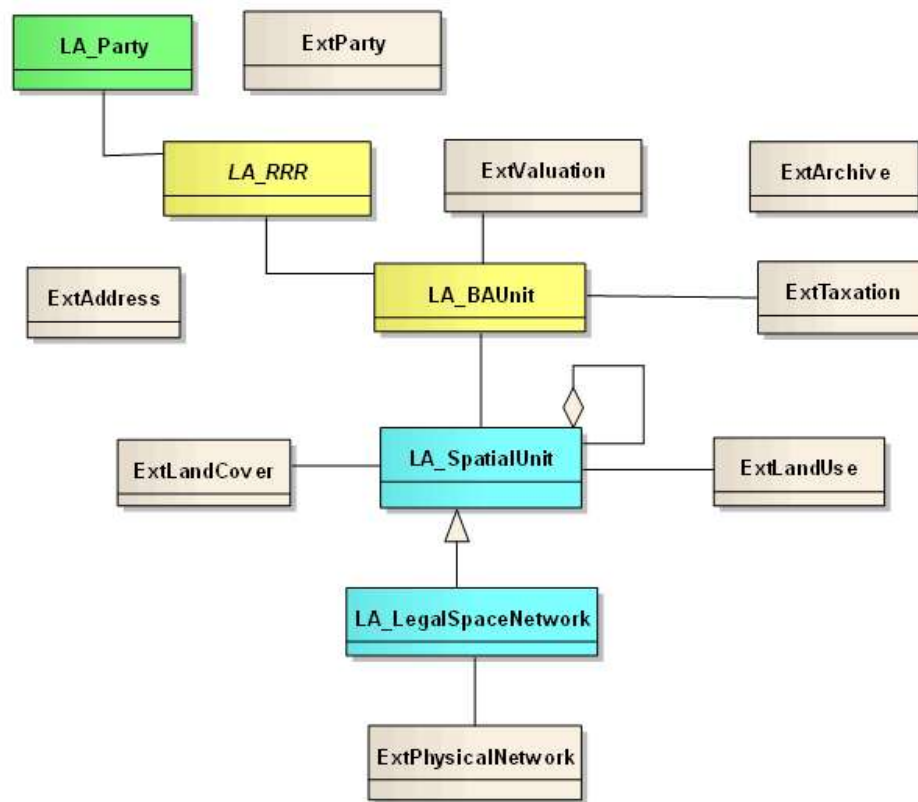 LA_Party
ExtParty
LA_RRR
ExtValuation
ExtArchive
ExtAddress
LA_BAUnit
ExtTaxation
ExtLandCover
LA_SpatialUnit
ExtLandUse
LA_LegalSpaceNetwork
ExtPhysicalNetwork